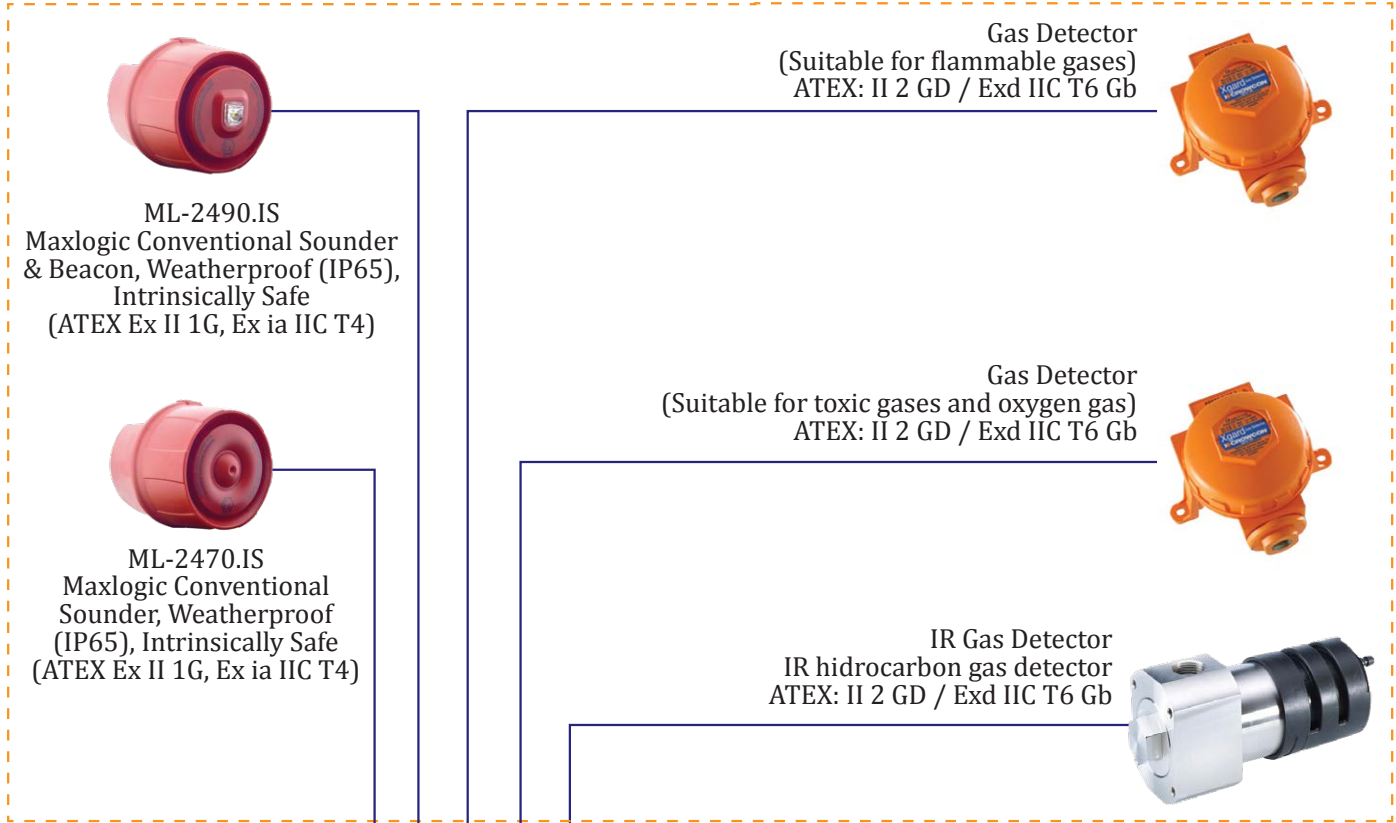 ML-2490.IS
Maxlogic Conventional Sounder
& Beacon, Weatherproof (IP65),
Intrinsically Safe
(ATEX Ex II 1G, Ex ia IIC T4)
ML-2470.IS
Maxlogic Conventional
Sounder, Weatherproof
(IP65), Intrinsically Safe
(ATEX Ex II 1G, Ex ia IIC T4)
Gas Detector
(Suitable for flammable gases)
ATEX: II 2 GD / Exd IIC T6 Gb
Xgard
CROWCON
Gas Detector
(Suitable for toxic gases and oxygen gas)
ATEX: II 2 GD / Exd IIC T6 Gb
Xgard
CROWCON
IR Gas Detector
IR hidrocarbon gas detector
ATEX: II 2 GD / Exd IIC T6 Gb